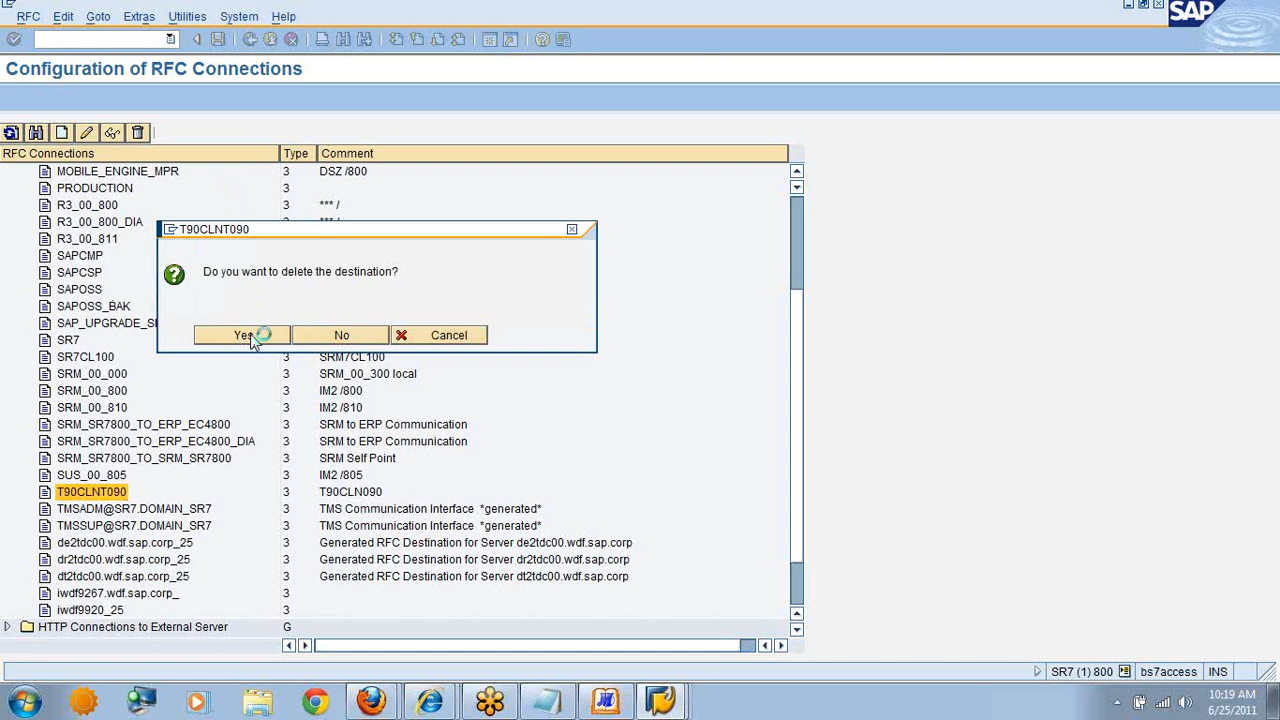 RFC Edit Goto Extras Utilities System Help
SAP
Configuration of RFC Connections
RFC Connections Type Comment
MOBILE_ENGINE_MPR 3 DSZ /800
PRODUCTION 3
R3_00_800 3 *** /
R3_00_800_DIA 3 *** /
R3_00_811
T90CLNT090
SAPCMP
SAPCSP
Do you want to delete the destination?
SAPOSS
SAPOSS_BAK
SAP_UPGRADE_S
SR7
Yes No Cancel
SR7CL100 3 SRM7CL100
SRM_00_000 3 SRM_00_300 local
SRM_00_800 3 IM2 /800
SRM_00_810 3 IM2 /810
SRM_SR7800_TO_ERP_EC4800 3 SRM to ERP Communication
SRM_SR7800_TO_ERP_EC4800_DIA 3 SRM to ERP Communication
SRM_SR7800_TO_SRM_SR7800 3 SRM Self Point
SUS_00_805 3 IM2 /805
T90CLNT090 3 T90CLN090
TMSADM@SR7.DOMAIN_SR7 3 TMS Communication Interface *generated*
TMSSUP@SR7.DOMAIN_SR7 3 TMS Communication Interface *generated*
de2tdc00.wdf.sap.corp_25 3 Generated RFC Destination for Server de2tdc00.wdf.sap.corp
dr2tdc00.wdf.sap.corp_25 3 Generated RFC Destination for Server dr2tdc00.wdf.sap.corp
dt2tdc00.wdf.sap.corp_25 3 Generated RFC Destination for Server dt2tdc00.wdf.sap.corp
iwdf9267.wdf.sap.corp_ 3
iwdf9920_25 3
HTTP Connections to External Server G
SR7 (1) 800 bs7access INS
10:19 AM
6/25/2011